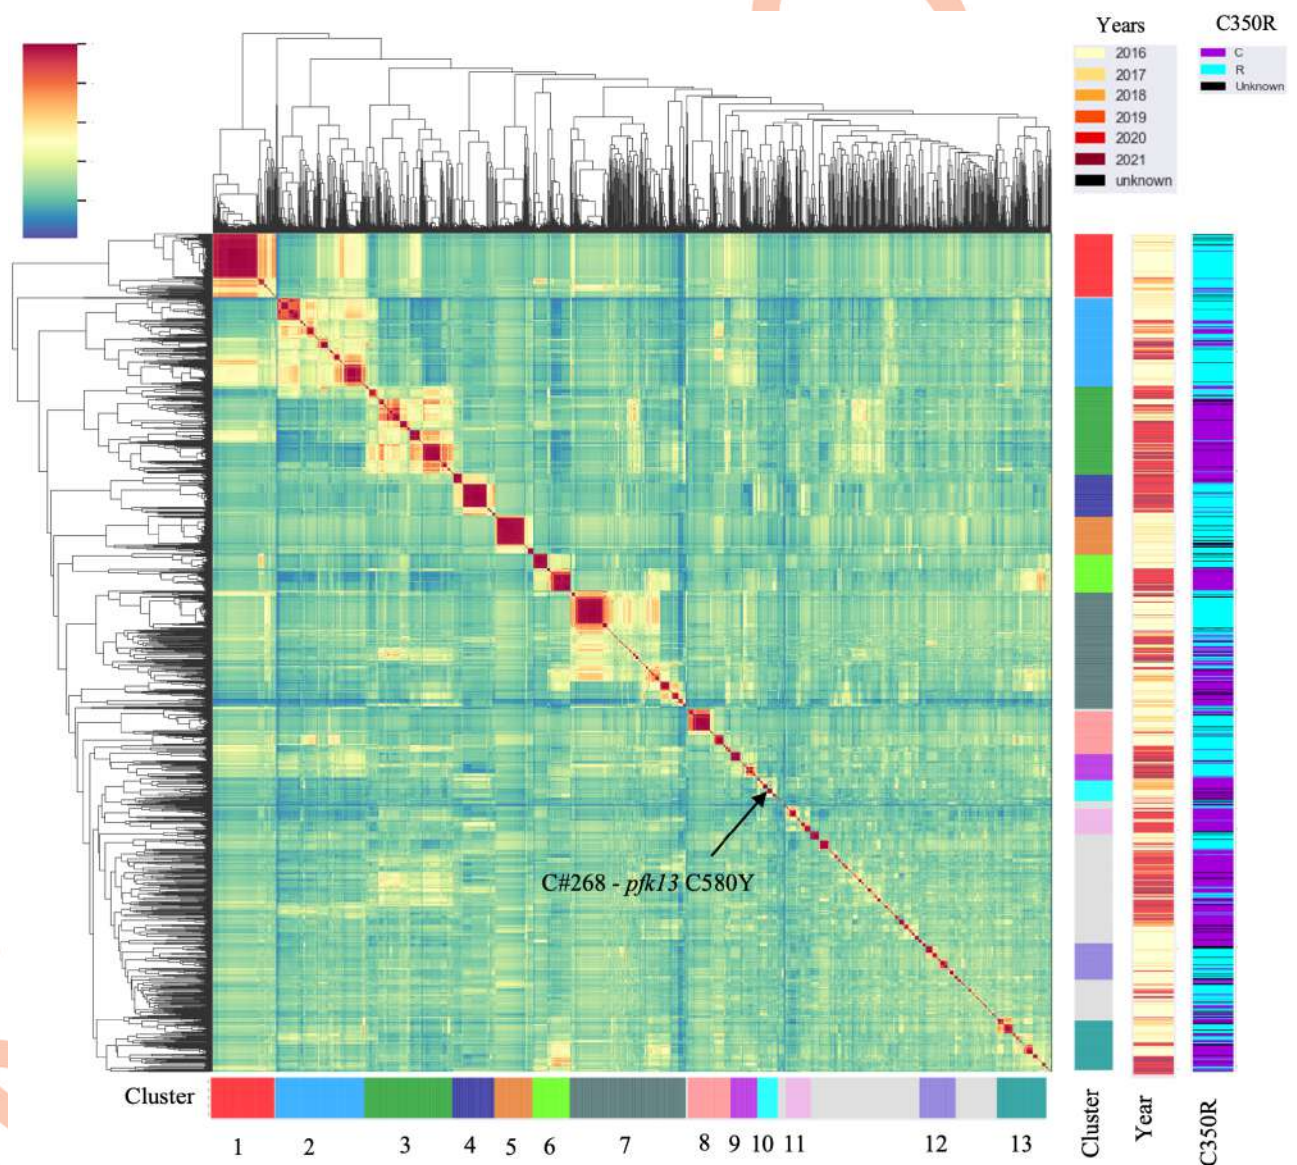 Years
2016
2017
2018
2019
2020
2021
unknown
C350R
C
R
Unknown
C#268 - pfk13 C580Y
Cluster
1 2 3 4 5 6 7 8 9 10 11 12 13
Cluster
Year
C350R